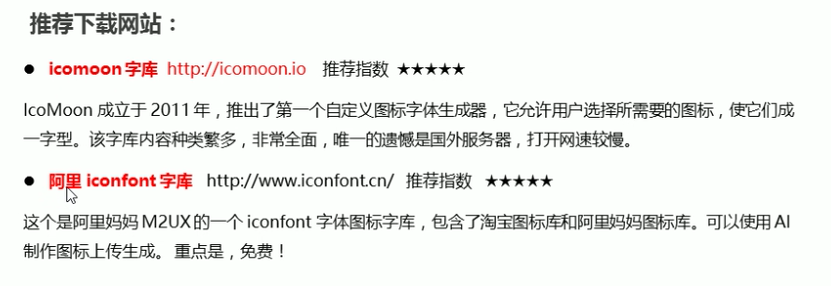 推荐下载网站：
● icomoon 字库 http://icomoon.io 推荐指数 ★★★★★
IcoMoon 成立于 2011 年，推出了第一个自定义图标字体生成器，它允许用户选择所需要的图标，使它们成
一字型。该字库内容种类繁多，非常全面，唯一的遗憾是国外服务器，打开网速较慢。
● 阿里 iconfont 字库 http://www.iconfont.cn/ 推荐指数 ★★★★★
这个是阿里妈妈 M2UX 的一个 iconfont 字体图标字库，包含了淘宝图标库和阿里妈妈图标库。可以使用 AI
制作图标上传生成。 重点是，免费！